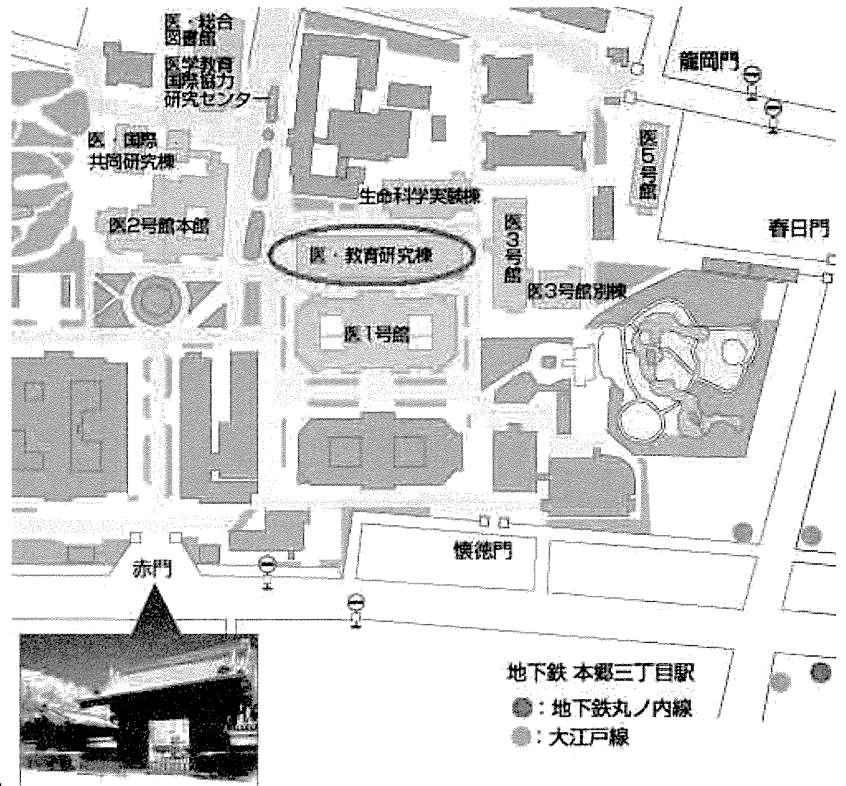 医・総合
図書館
医学教育
国際協力
研究センター
龍岡門
医・国際
共同研究棟
医5号館
生命科学実験棟
医2号館本館
医3号館
春日門
医・教育研究棟
医3号館別棟
医1号館
懐徳門
赤門
地下鉄 本郷三丁目駅
：地下鉄丸ノ内線
：大江戸線